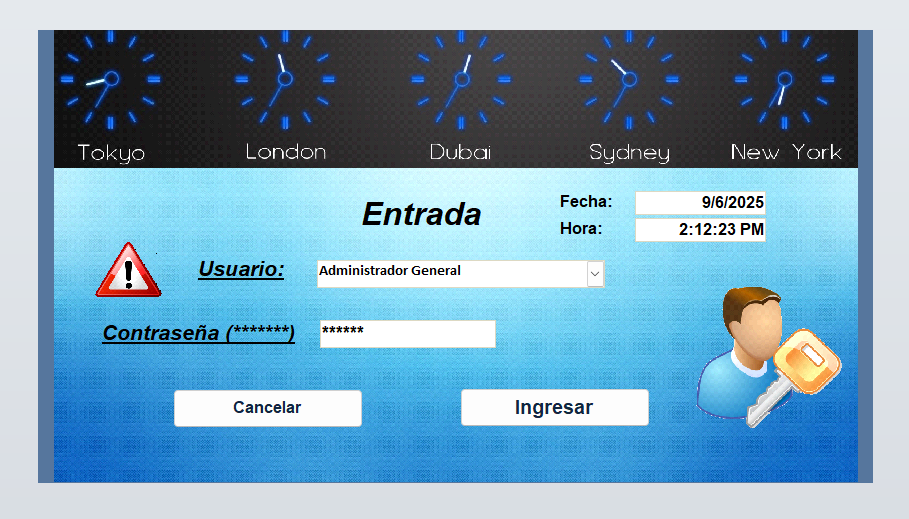 Tokyo London Dubai Sydney New York
Entrada
Fecha: 9/6/2025
Hora: 2:12:23 PM
Usuario: Administrador General
Contraseña (*******) ******
Cancelar Ingresar